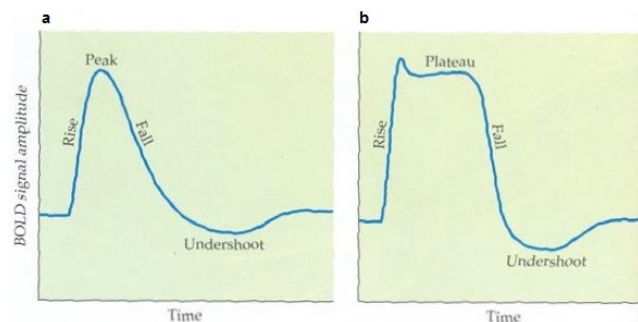 a
Peak
Rise
Fall
Undershoot
BOLD signal amplitude
Time
b
Plateau
Rise
Fall
Undershoot
Time